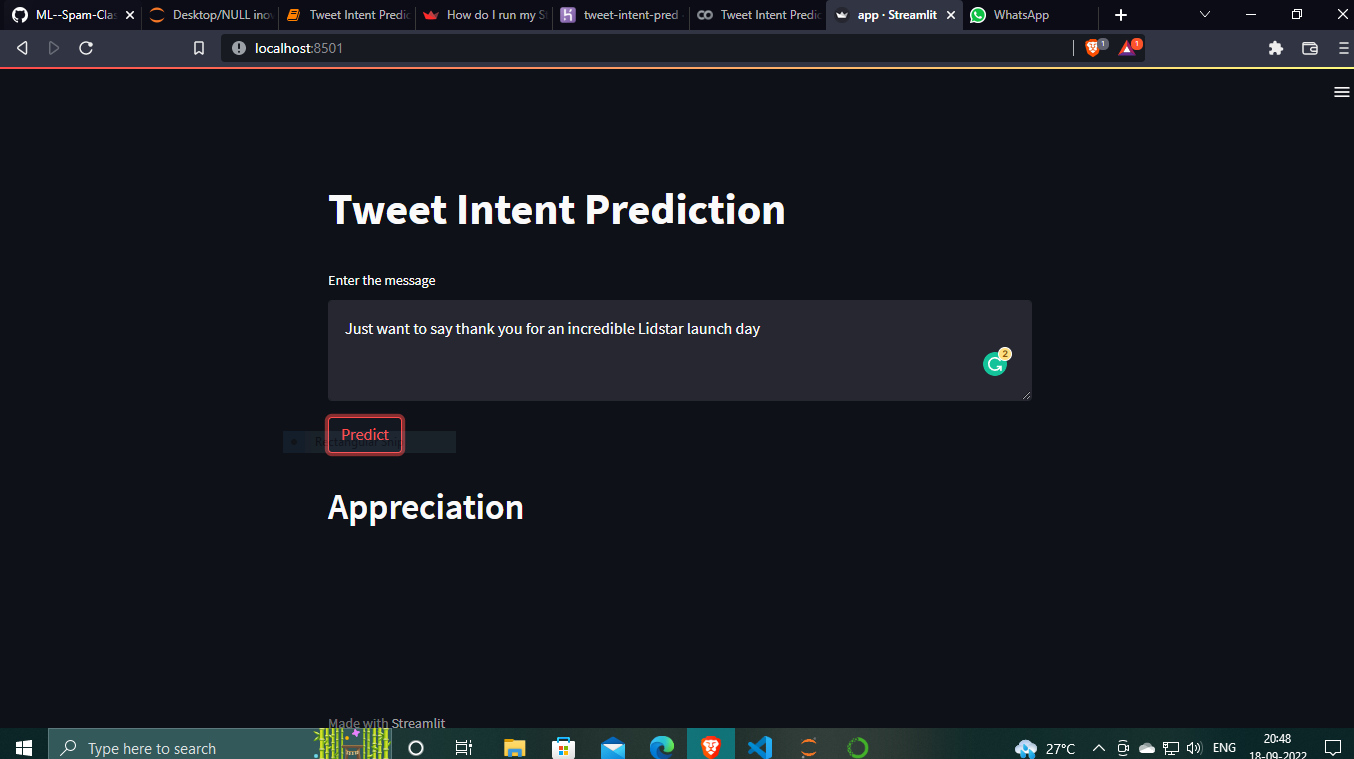 ML--Spam-Clas
Desktop/NULL ino
Tweet Intent Predic
How do I run my St
tweet-intent-pred
Tweet Intent Predic
app · Streamlit
WhatsApp
localhost:8501
1
1
Tweet Intent Prediction
Enter the message
Just want to say thank you for an incredible Lidstar launch day
2
Predict
Appreciation
Made with Streamlit
Type here to search
27°C
ENG
20:48
18-09-2022